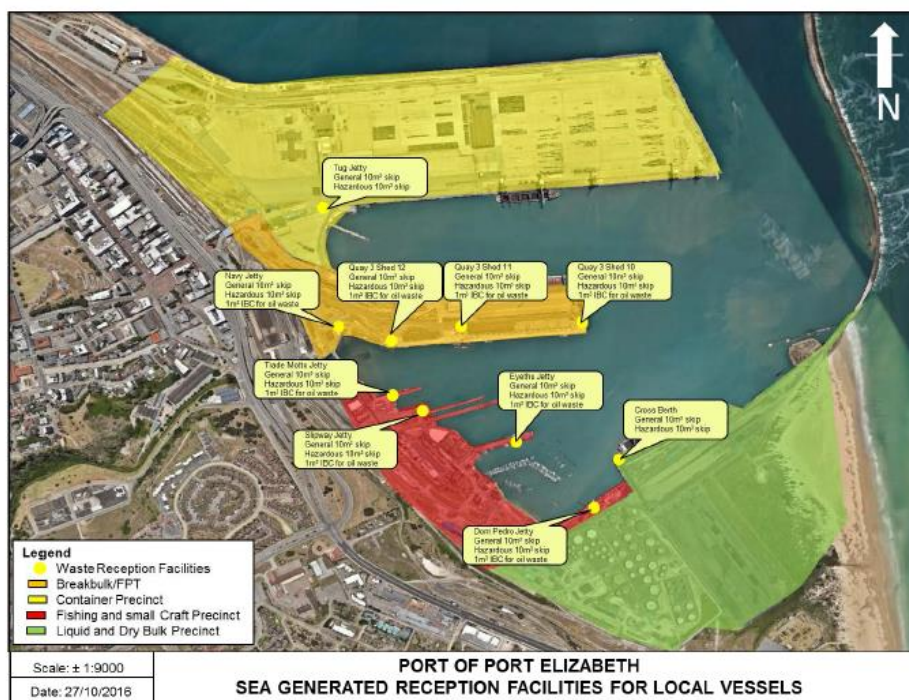 N
Tug Jetty
General 10m³ skip
Hazardous 10m³ skip
Navy Jetty
General 10m³ skip
Hazardous 10m³ skip
1m³ IBC for oil waste
Quay 3 Shed 12
General 10m³ skip
Hazardous 10m³ skip
1m³ IBC for oil waste
Quay 3 Shed 11
General 10m³ skip
Hazardous 10m³ skip
1m³ IBC for oil waste
Quay 3 Shed 10
General 10m³ skip
Hazardous 10m³ skip
1m³ IBC for oil waste
Jetty
General 10m³ skip
Hazardous 10m³ skip
1m³ IBC for oil waste
Slipway Jetty
General 10m³ skip
Hazardous 10m³ skip
1m³ IBC for oil waste
Jetty
General 10m³ skip
Hazardous 10m³ skip
1m³ IBC for oil waste
Cross Berth
General 10m³ skip
Hazardous 10m³ skip
Dom Pedro Jetty
General 10m³ skip
Hazardous 10m³ skip
1m³ IBC for oil waste
Legend
Waste Reception Facilities
Breakbulk/FPT
Container Precinct
Fishing and small Craft Precinct
Liquid and Dry Bulk Precinct
Scale: ± 1:9000
Date: 27/10/2016
PORT OF PORT ELIZABETH
SEA GENERATED RECEPTION FACILITIES FOR LOCAL VESSELS